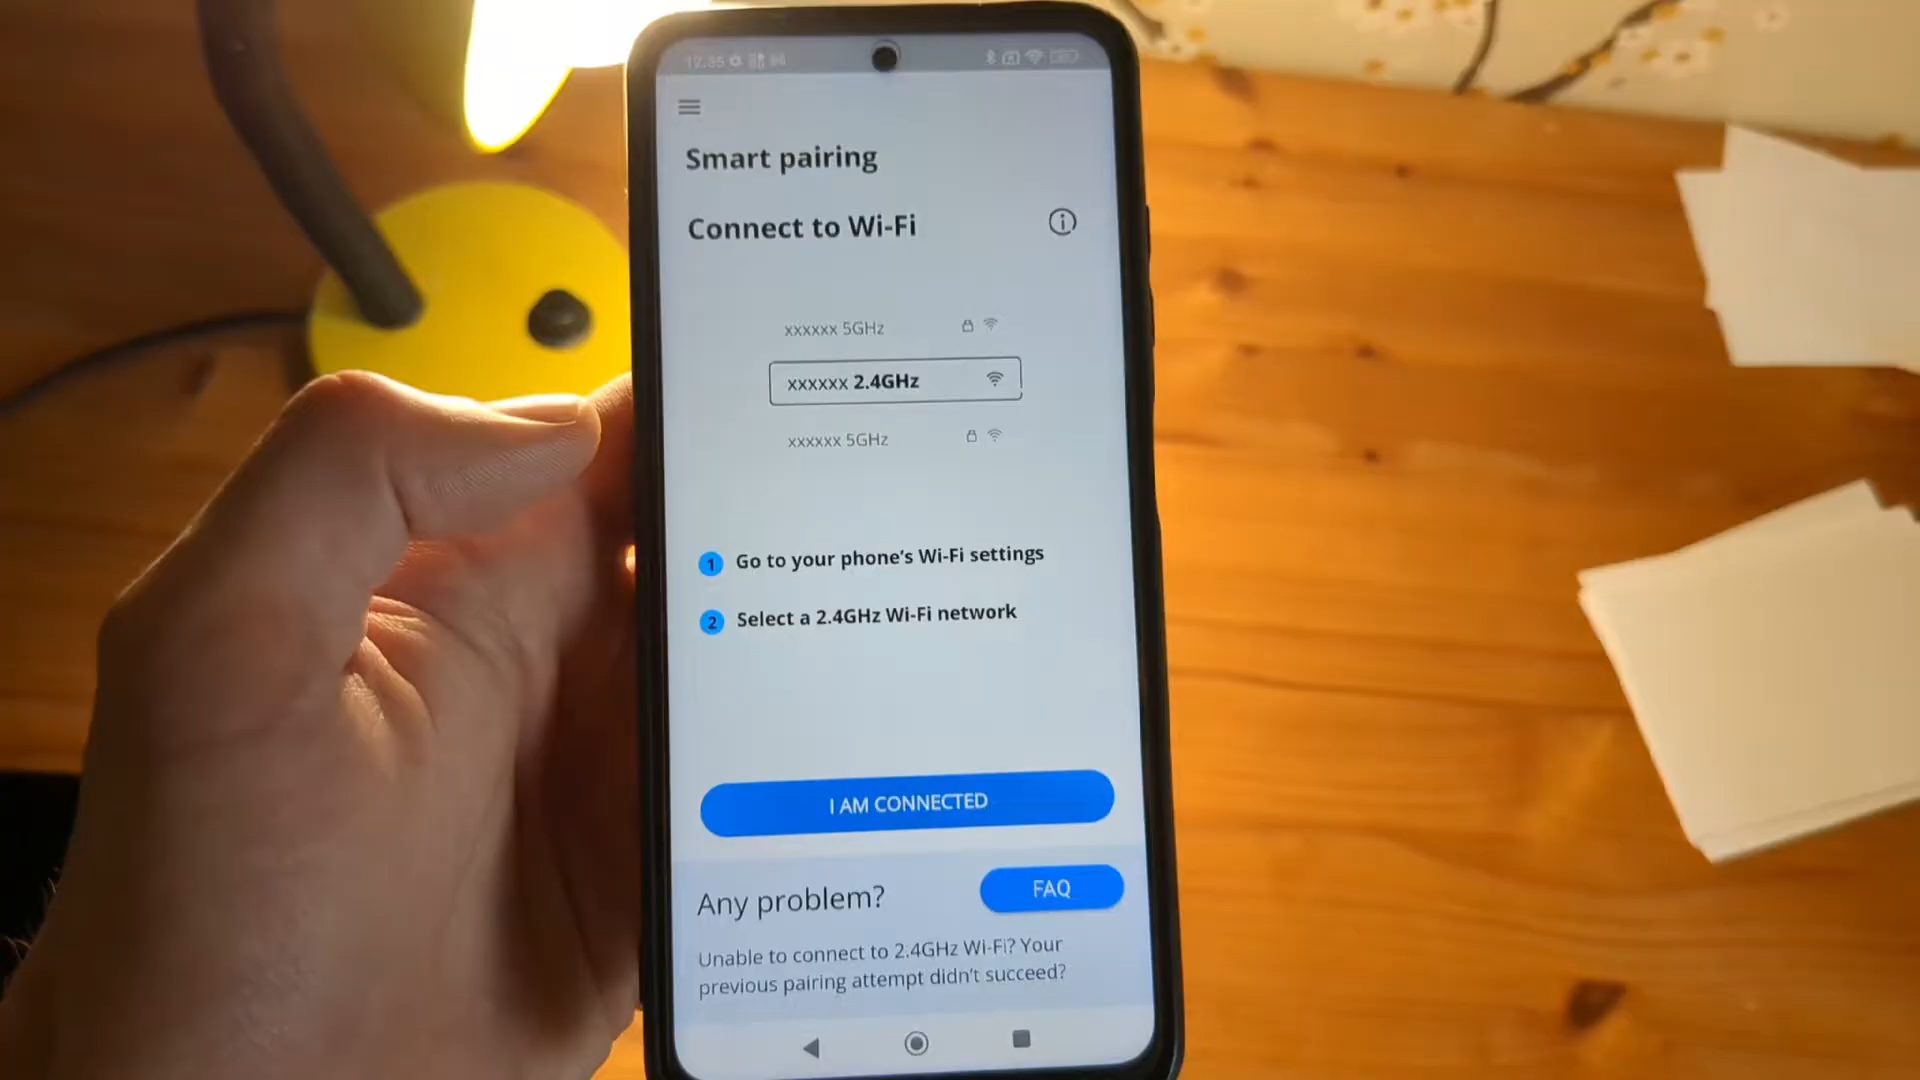 12:35
Smart pairing
Connect to Wi-Fi
xxxxxx 5GHz
xxxxxx 2.4GHz
xxxxxx 5GHz
1 Go to your phone's Wi-Fi settings
2 Select a 2.4GHz Wi-Fi network
I AM CONNECTED
Any problem?
FAQ
Unable to connect to 2.4GHz Wi-Fi? Your
previous pairing attempt didn't succeed?